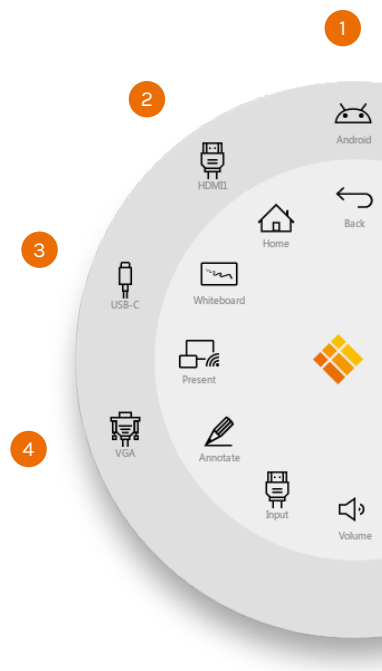 1
2
Android
HDMI1
Back
Home
3
Whiteboard
USB-C
Present
4
VGA
Annotate
Input
Volume